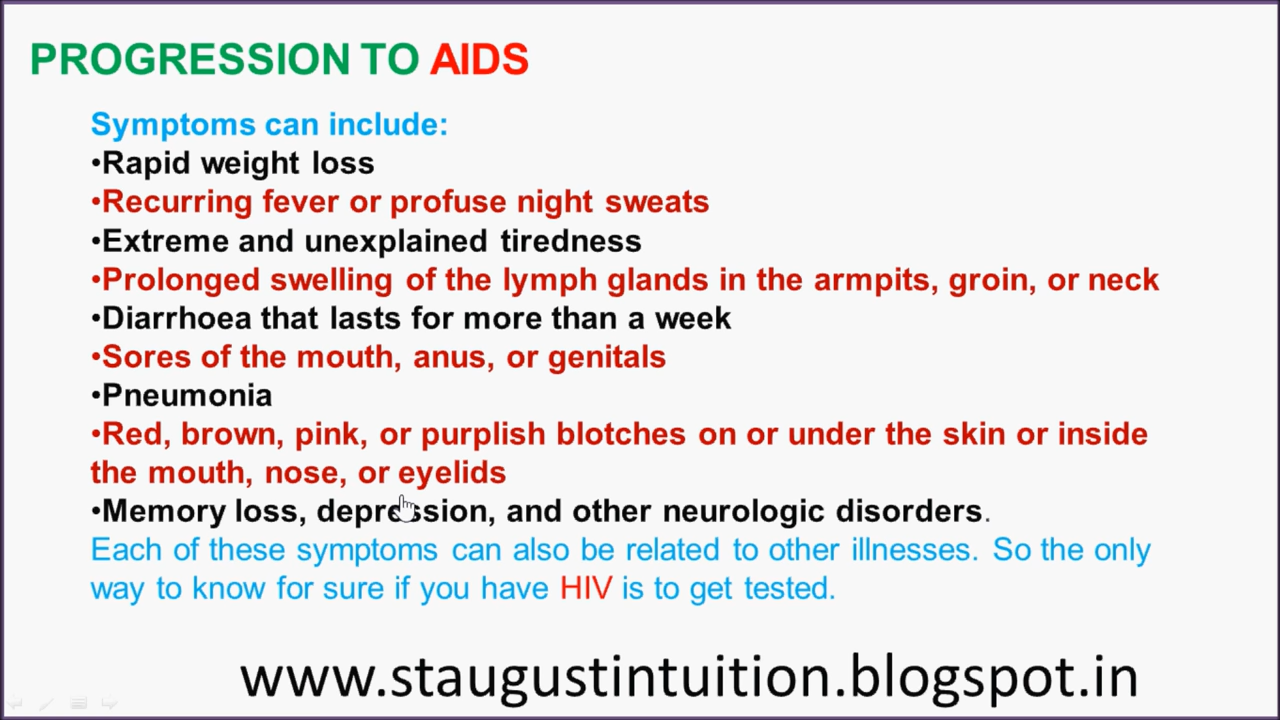 PROGRESSION TO AIDS
Symptoms can include:
•Rapid weight loss
•Recurring fever or profuse night sweats
•Extreme and unexplained tiredness
•Prolonged swelling of the lymph glands in the armpits, groin, or neck
•Diarrhoea that lasts for more than a week
•Sores of the mouth, anus, or genitals
•Pneumonia
•Red, brown, pink, or purplish blotches on or under the skin or inside
the mouth, nose, or eyelids
•Memory loss, depression, and other neurologic disorders.
Each of these symptoms can also be related to other illnesses. So the only
way to know for sure if you have HIV is to get tested.
www.staugustintuition.blogspot.in